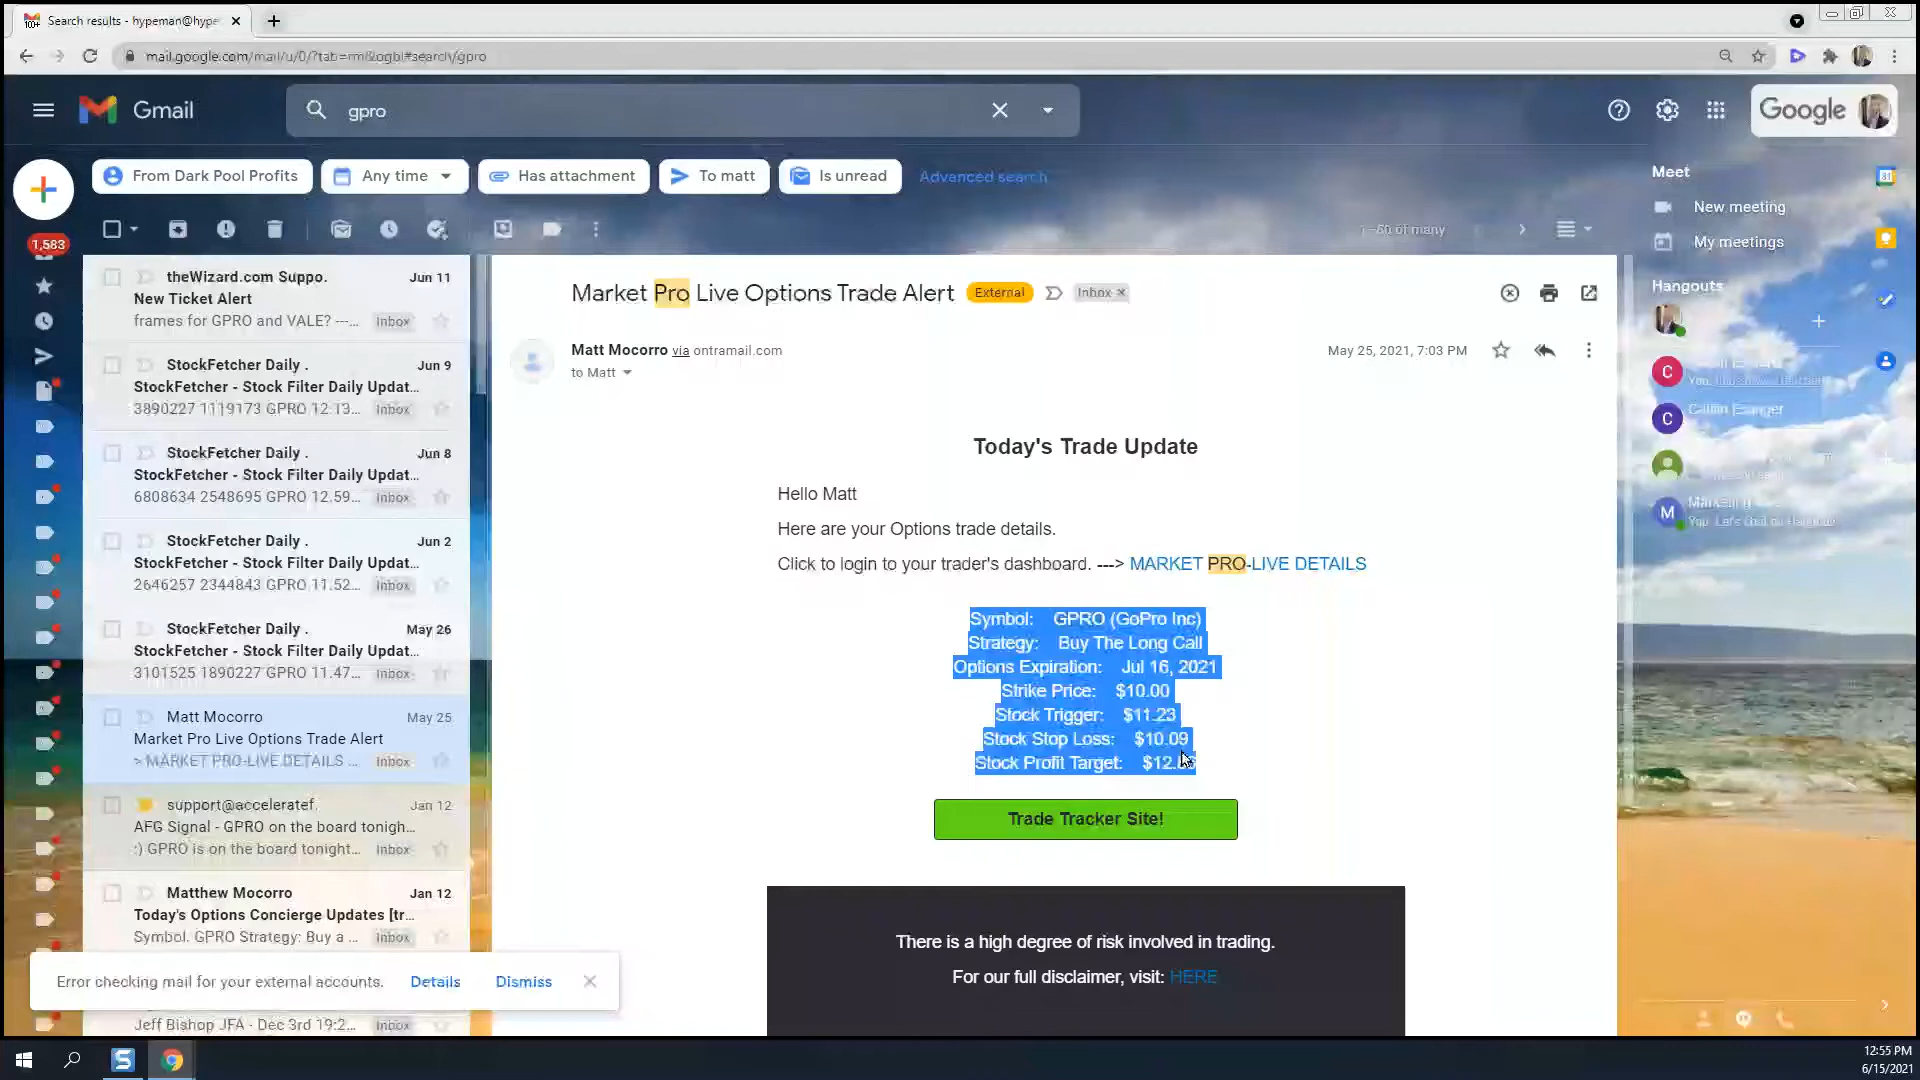 Search results - hypeman@hype
mail.google.com/mail/u/0/?tab=rm&ogbl#search/gpro
Gmail
gpro
Google
From Dark Pool Profits
Any time
Has attachment
To matt
Is unread
Advanced search
1,583
1–50 of many
theWizard.com Suppo. Jun 11
New Ticket Alert
frames for GPRO and VALE? ---... Inbox
StockFetcher Daily . Jun 9
StockFetcher - Stock Filter Daily Updat...
3890227 1119173 GPRO 12.13... Inbox
StockFetcher Daily . Jun 8
StockFetcher - Stock Filter Daily Updat...
6808634 2548695 GPRO 12.59... Inbox
StockFetcher Daily . Jun 2
StockFetcher - Stock Filter Daily Updat...
2646257 2344843 GPRO 11.52... Inbox
StockFetcher Daily . May 26
StockFetcher - Stock Filter Daily Updat...
3101525 1890227 GPRO 11.47... Inbox
Matt Mocorro May 25
Market Pro Live Options Trade Alert
> MARKET PRO-LIVE DETAILS ... Inbox
support@acceleratef. Jan 12
AFG Signal - GPRO on the board tonigh...
:) GPRO is on the board tonight... Inbox
Matthew Mocorro Jan 12
Today's Options Concierge Updates [tr...
Symbol. GPRO Strategy: Buy a ... Inbox
Jeff Bishop JFA - Dec 3rd 19:2... Inbox
Error checking mail for your external accounts. Details Dismiss
Market Pro Live Options Trade Alert External Inbox
Matt Mocorro via ontramail.com
May 25, 2021, 7:03 PM
to Matt
Today's Trade Update
Hello Matt
Here are your Options trade details.
Click to login to your trader's dashboard. ---> MARKET PRO-LIVE DETAILS
Symbol: GPRO (GoPro Inc)
Strategy: Buy The Long Call
Options Expiration: Jul 16, 2021
Strike Price: $10.00
Stock Trigger: $11.23
Stock Stop Loss: $10.09
Stock Profit Target: $12.
Trade Tracker Site!
There is a high degree of risk involved in trading.
For our full disclaimer, visit: HERE
Meet
New meeting
My meetings
Hangouts
C
C
M
You: Let's Chat on Hangouts
12:55 PM
6/15/2021